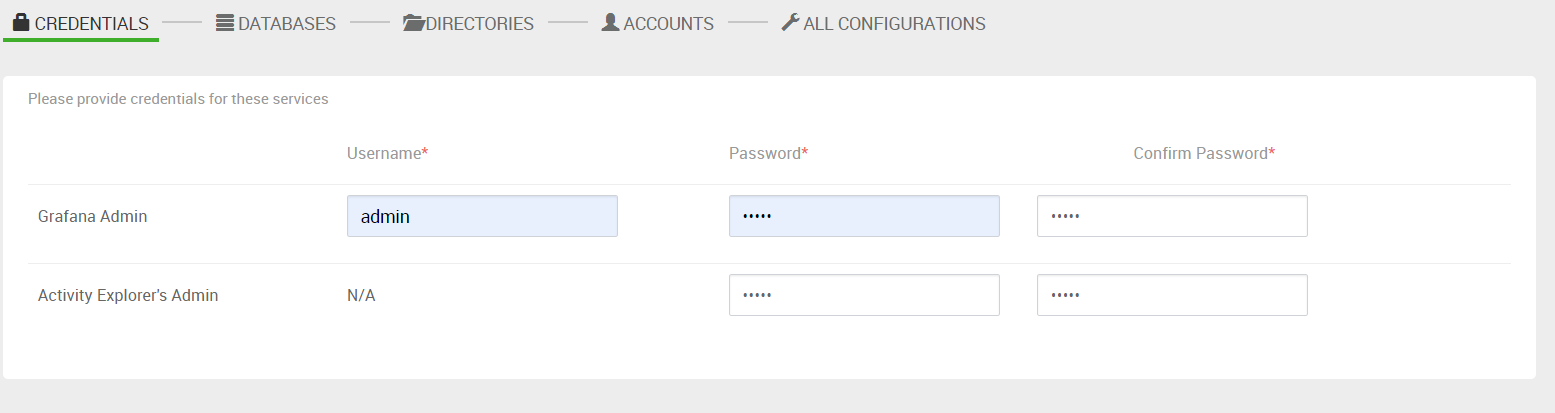 CREDENTIALS DATABASES DIRECTORIES ACCOUNTS ALL CONFIGURATIONS
Please provide credentials for these services
Username* Password* Confirm Password*
Grafana Admin admin ••••• •••••
Activity Explorer's Admin N/A ••••• •••••